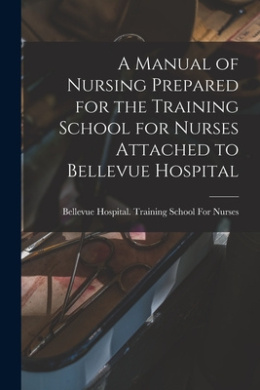 A Manual of
Nursing Prepared
for the Training
School for Nurses
Attached to
Bellevue Hospital
Bellevue Hospital. Training School For Nurses